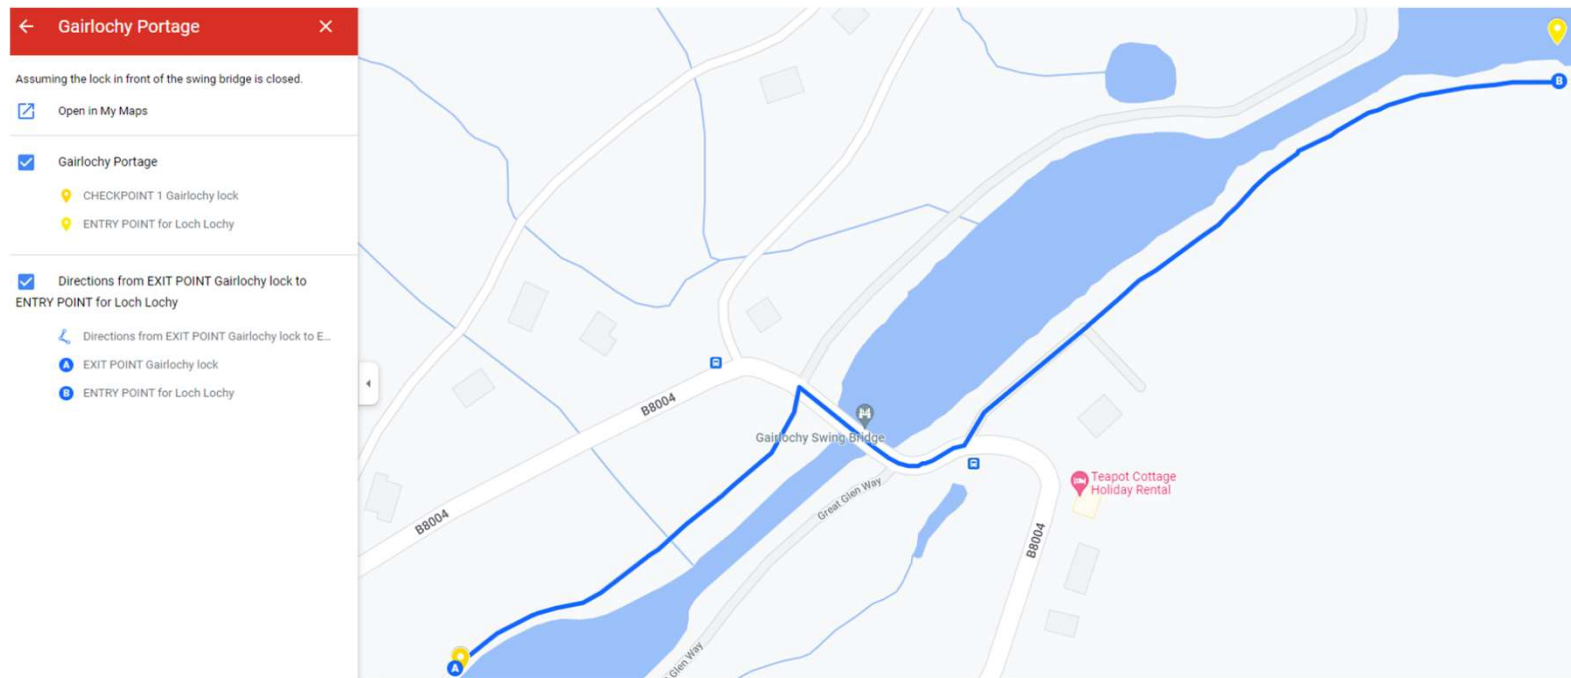 Gairlochy Portage
Assuming the lock in front of the swing bridge is closed.
Open in My Maps
Gairlochy Portage
CHECKPOINT 1 Gairlochy lock
ENTRY POINT for Loch Lochy
Directions from EXIT POINT Gairlochy lock to
ENTRY POINT for Loch Lochy
Directions from EXIT POINT Gairlochy lock to E...
A EXIT POINT Gairlochy lock
B ENTRY POINT for Loch Lochy
B
B8004
Gairlochy Swing Bridge
Teapot Cottage
Holiday Rental
Great Glen Way
B8004
B8004
Glen Way
A